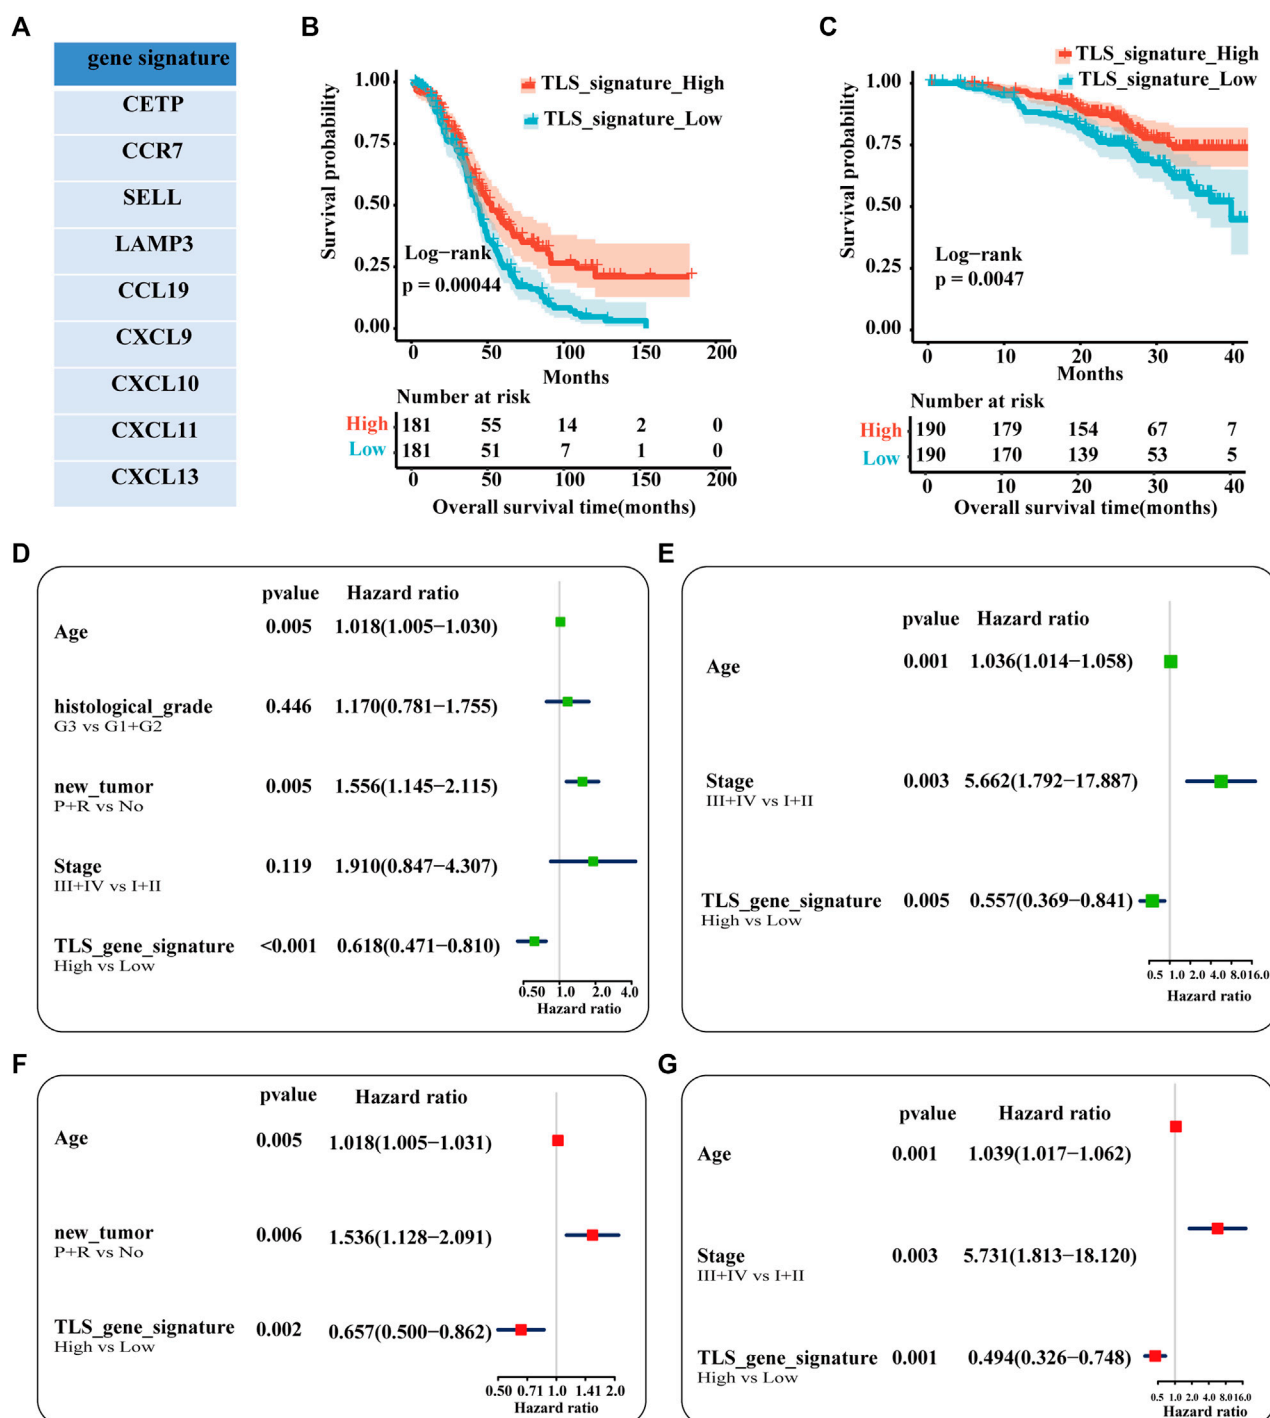 A
gene signature
CETP
CCR7
SELL
LAMP3
CCL19
CXCL9
CXCL10
CXCL11
CXCL13
B
TLS_signature_High
TLS_signature_Low
Survival probability
1.00
0.75
0.50
0.25
0.00
Log−rank
p = 0.00044
0 50 100 150 200
Months
Number at risk
High 181 55 14 2 0
Low 181 51 7 1 0
0 50 100 150 200
Overall survival time(months)
C
TLS_signature_High
TLS_signature_Low
Survival probability
1.00
0.75
0.50
0.25
0.00
Log−rank
p = 0.0047
0 10 20 30 40
Months
Number at risk
High 190 179 154 67 7
Low 190 170 139 53 5
0 10 20 30 40
Overall survival time(months)
D
pvalue Hazard ratio
Age 0.005 1.018(1.005−1.030)
histological_grade 0.446 1.170(0.781−1.755)
G3 vs G1+G2
new_tumor 0.005 1.556(1.145−2.115)
P+R vs No
Stage 0.119 1.910(0.847−4.307)
III+IV vs I+II
TLS_gene_signature <0.001 0.618(0.471−0.810)
High vs Low
0.50 1.0 2.0 4.0
Hazard ratio
E
pvalue Hazard ratio
Age 0.001 1.036(1.014−1.058)
Stage 0.003 5.662(1.792−17.887)
III+IV vs I+II
TLS_gene_signature 0.005 0.557(0.369−0.841)
High vs Low
0.5 1.0 2.0 4.0 8.0 16.0
Hazard ratio
F
pvalue Hazard ratio
Age 0.005 1.018(1.005−1.031)
new_tumor 0.006 1.536(1.128−2.091)
P+R vs No
TLS_gene_signature 0.002 0.657(0.500−0.862)
High vs Low
0.50 0.71 1.0 1.41 2.0
Hazard ratio
G
pvalue Hazard ratio
Age 0.001 1.039(1.017−1.062)
Stage 0.003 5.731(1.813−18.120)
III+IV vs I+II
TLS_gene_signature 0.001 0.494(0.326−0.748)
High vs Low
0.5 1.0 2.0 4.0 8.0 16.0
Hazard ratio